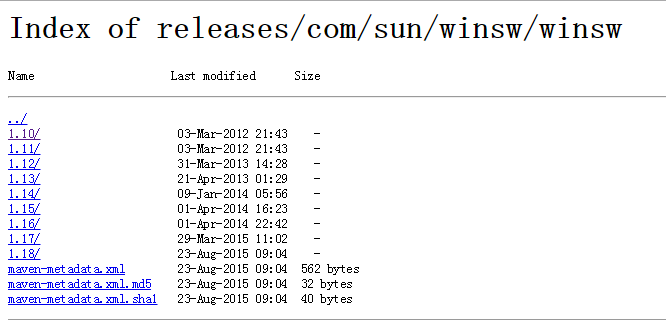 Index of releases/com/sun/winsw/winsw
Name Last modified Size
../
1.10/ 03-Mar-2012 21:43 -
1.11/ 03-Mar-2012 21:43 -
1.12/ 31-Mar-2013 14:28 -
1.13/ 21-Apr-2013 01:29 -
1.14/ 09-Jan-2014 05:56 -
1.15/ 01-Apr-2014 16:23 -
1.16/ 01-Apr-2014 22:42 -
1.17/ 29-Mar-2015 11:02 -
1.18/ 23-Aug-2015 09:04 -
maven-metadata.xml 23-Aug-2015 09:04 562 bytes
maven-metadata.xml.md5 23-Aug-2015 09:04 32 bytes
maven-metadata.xml.sha1 23-Aug-2015 09:04 40 bytes